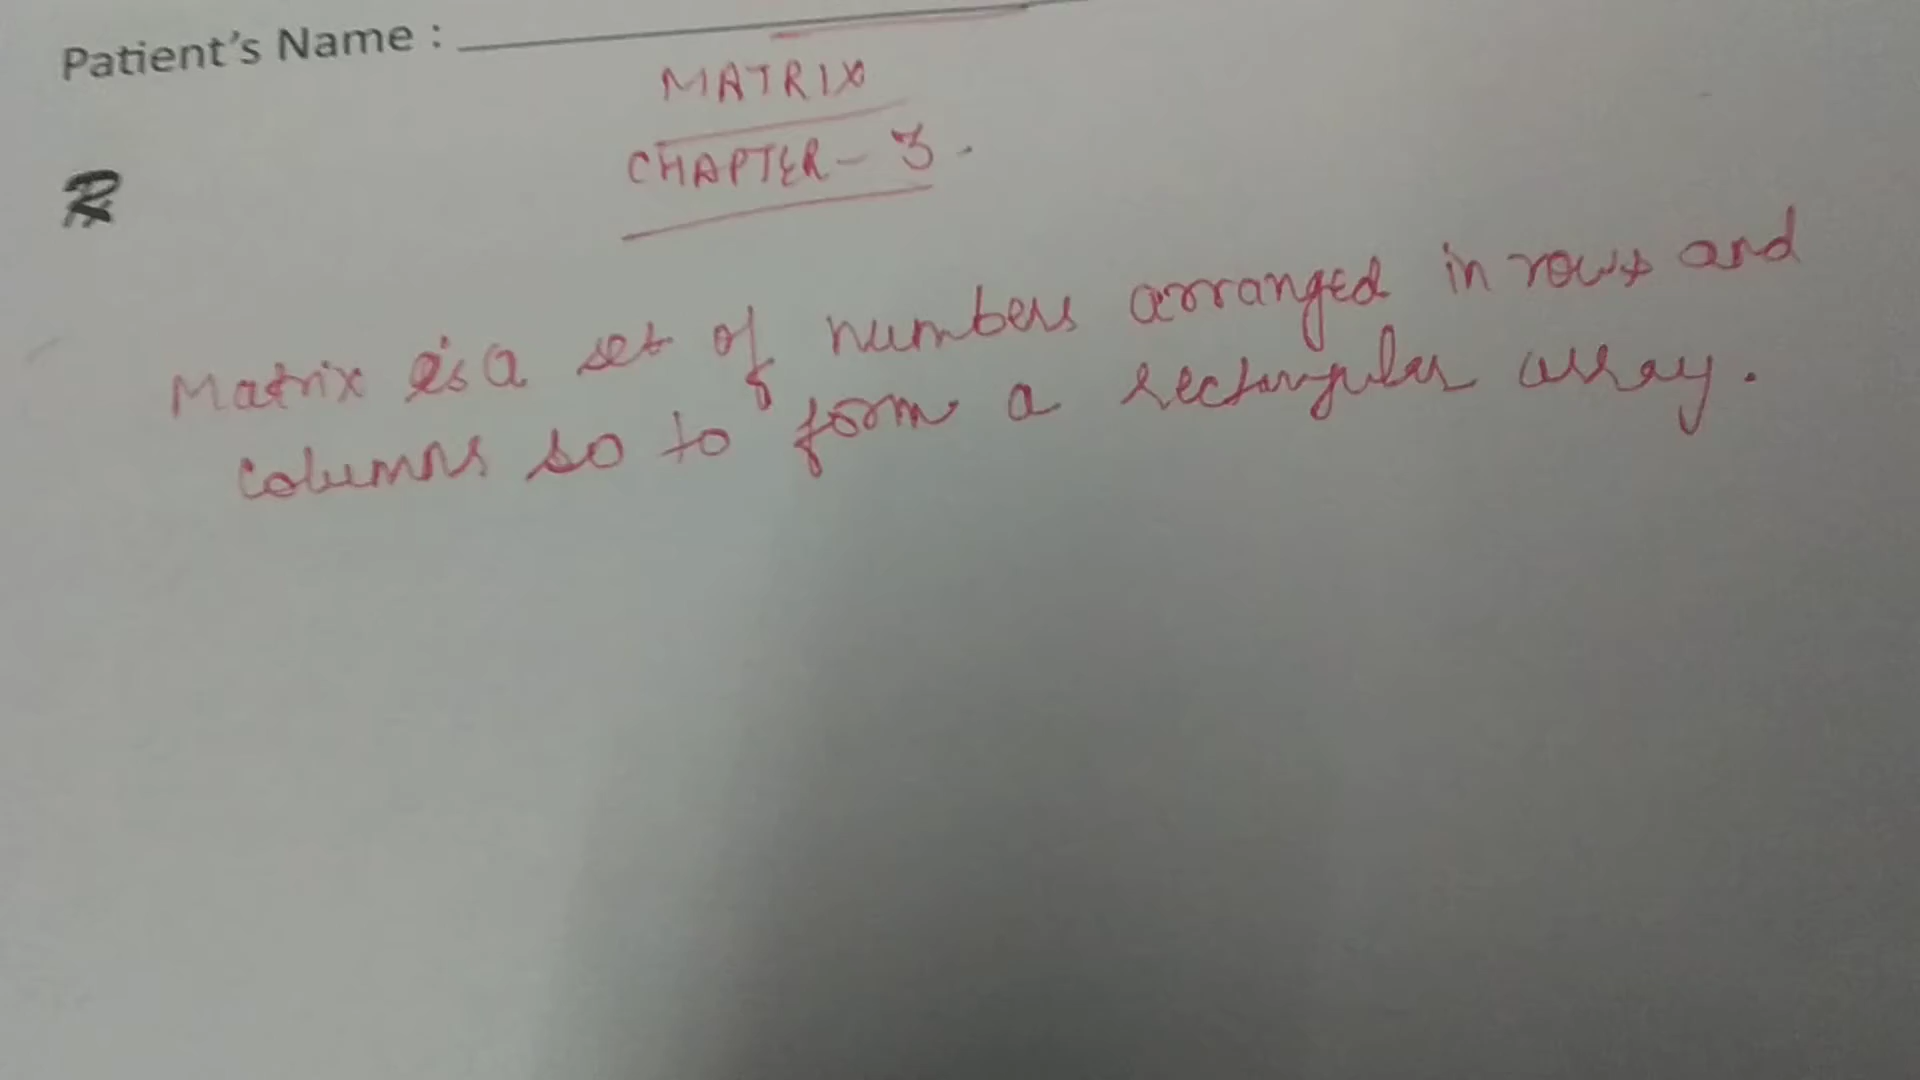 Patient's Name :
MATRIX
CHAPTER - 3.
℞
Matrix is a set of numbers arranged in rows and
columns so to form a rectangular array.